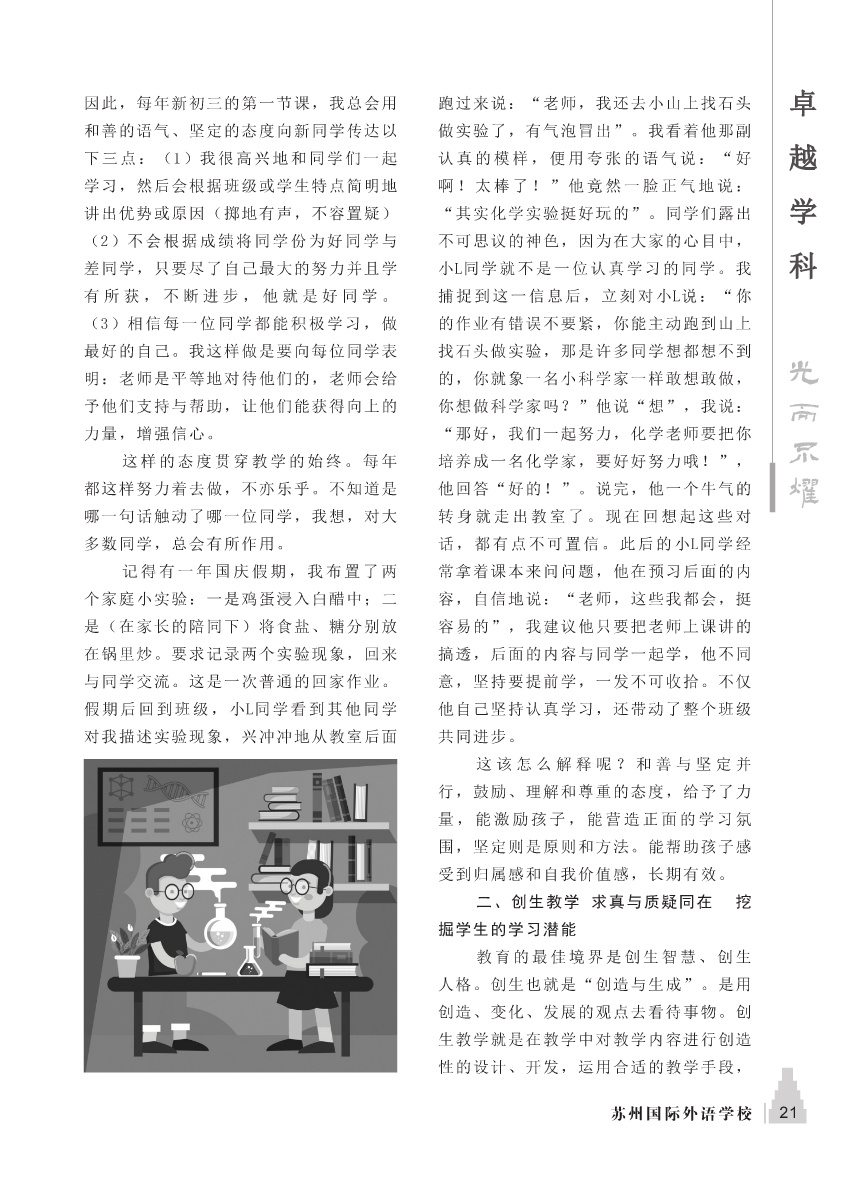 因此，每年新初三的第一节课，我总会用
和善的语气、坚定的态度向新同学传达以
下三点：（1）我很高兴地和同学们一起
学习，然后会根据班级或学生特点简明地
讲出优势或原因（掷地有声，不容置疑）
（2）不会根据成绩将同学份为好同学与
差同学，只要尽了自己最大的努力并且学
有所获，不断进步，他就是好同学。
（3）相信每一位同学都能积极学习，做
最好的自己。我这样做是要向每位同学表
明：老师是平等地对待他们的，老师会给
予他们支持与帮助，让他们能获得向上的
力量，增强信心。
这样的态度贯穿教学的始终。每年
都这样努力着去做，不亦乐乎。不知道是
哪一句话触动了哪一位同学，我想，对大
多数同学，总会有所作用。
记得有一年国庆假期，我布置了两
个家庭小实验：一是鸡蛋浸入白醋中；二
是（在家长的陪同下）将食盐、糖分别放
在锅里炒。要求记录两个实验现象，回来
与同学交流。这是一次普通的回家作业。
假期后回到班级，小L同学看到其他同学
对我描述实验现象，兴冲冲地从教室后面
跑过来说：“老师，我还去小山上找石头
做实验了，有气泡冒出”。我看着他那副
认真的模样，便用夸张的语气说：“好
啊！太棒了！”他竟然一脸正气地说：
“其实化学实验挺好玩的”。同学们露出
不可思议的神色，因为在大家的心目中，
小L同学就不是一位认真学习的同学。我
捕捉到这一信息后，立刻对小L说：“你
的作业有错误不要紧，你能主动跑到山上
找石头做实验，那是许多同学想都想不到
的，你就象一名小科学家一样敢想敢做，
你想做科学家吗？”他说“想”，我说：
“那好，我们一起努力，化学老师要把你
培养成一名化学家，要好好努力哦！”，
他回答“好的！”。说完，他一个牛气的
转身就走出教室了。现在回想起这些对
话，都有点不可置信。此后的小L同学经
常拿着课本来问问题，他在预习后面的内
容，自信地说：“老师，这些我都会，挺
容易的”，我建议他只要把老师上课讲的
搞透，后面的内容与同学一起学，他不同
意，坚持要提前学，一发不可收拾。不仅
他自己坚持认真学习，还带动了整个班级
共同进步。
这该怎么解释呢？和善与坚定并
行，鼓励、理解和尊重的态度，给予了力
量，能激励孩子，能营造正面的学习氛
围，坚定则是原则和方法。能帮助孩子感
受到归属感和自我价值感，长期有效。
二、创生教学 求真与质疑同在 挖
掘学生的学习潜能
教育的最佳境界是创生智慧、创生
人格。创生也就是“创造与生成”。是用
创造、变化、发展的观点去看待事物。创
生教学就是在教学中对教学内容进行创造
性的设计、开发，运用合适的教学手段，
卓越学科
光而不耀
苏州国际外语学校 21